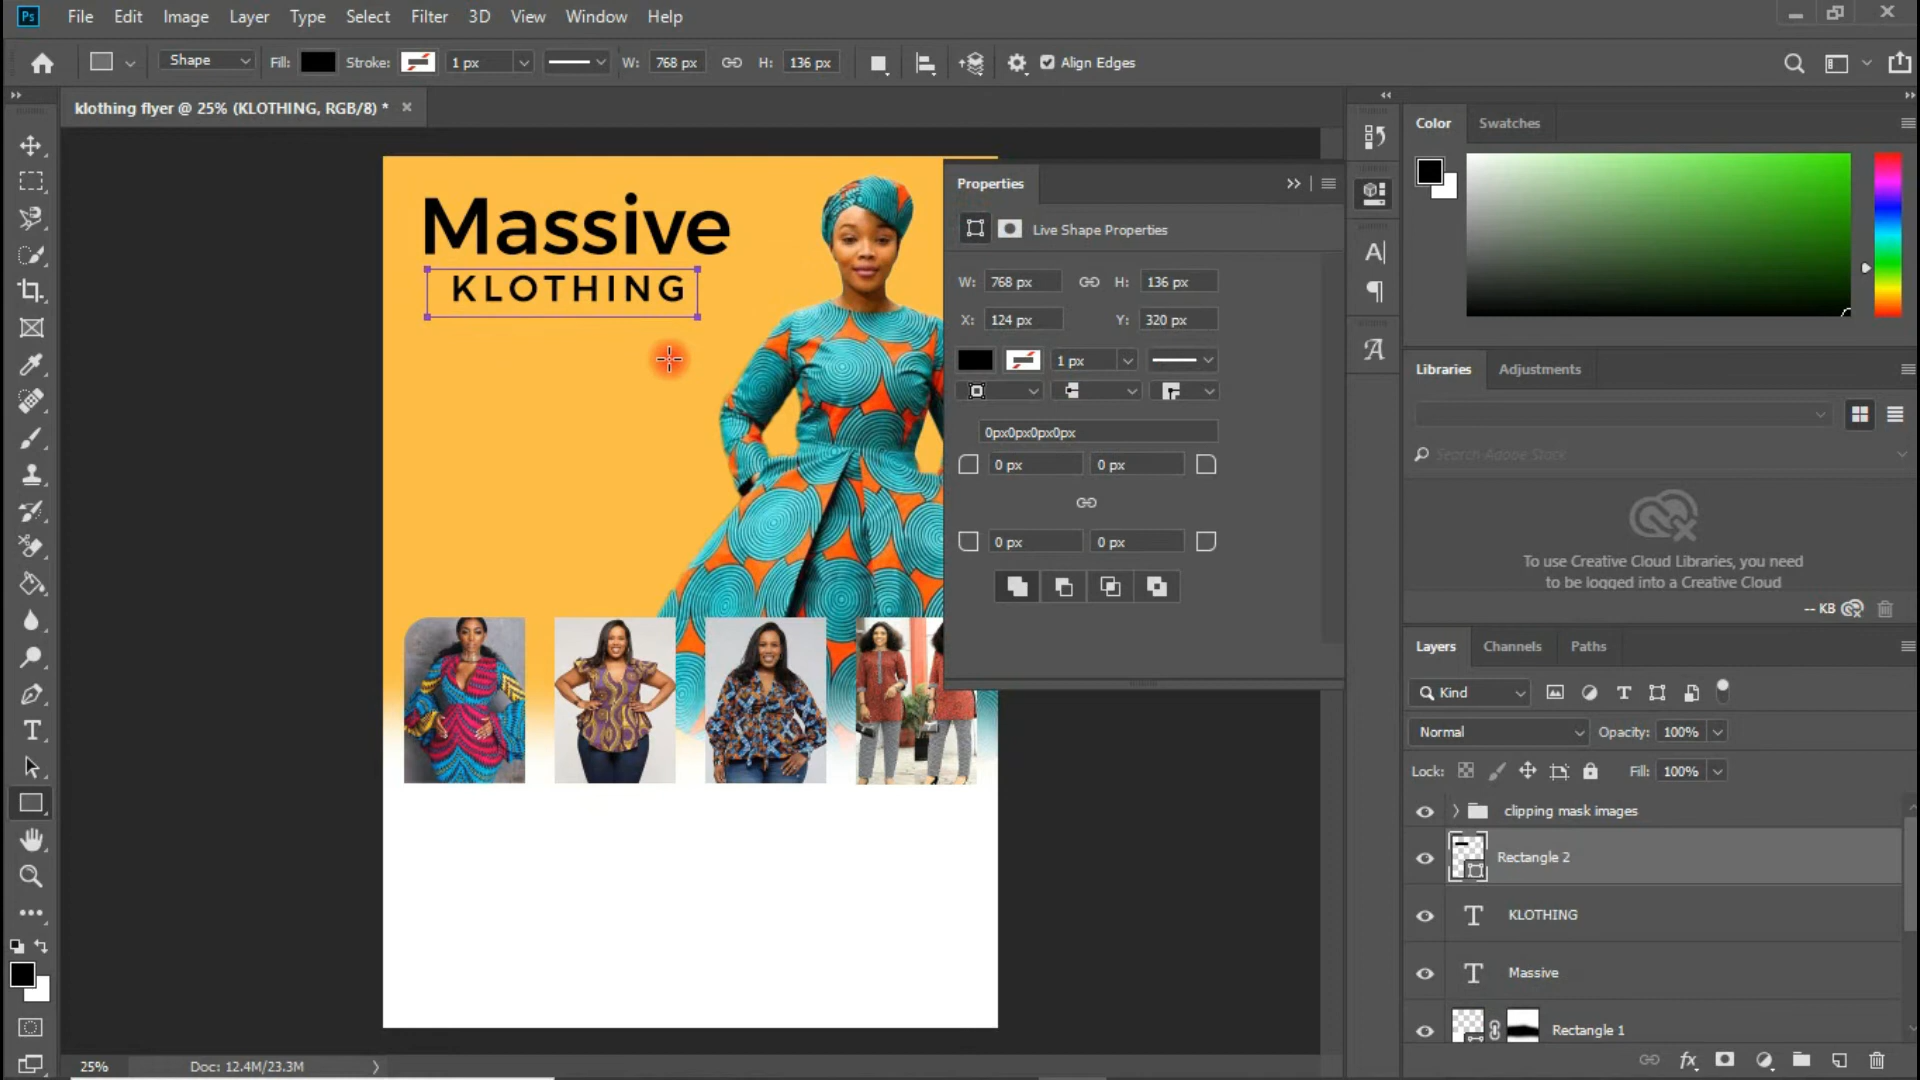 Ps File Edit Image Layer Type Select Filter 3D View Window Help
Shape Fill: Stroke: 1 px W: 768 px H: 136 px Align Edges
klothing flyer @ 25% (KLOTHING, RGB/8) * ×
Massive
KLOTHING
Properties
Live Shape Properties
W: 768 px H: 136 px
X: 124 px Y: 320 px
1 px
0px0px0px0px
0 px 0 px
0 px 0 px
A|
¶
A
Color Swatches
Libraries Adjustments
Search Adobe Stock
To use Creative Cloud Libraries, you need
to be logged into a Creative Cloud
-- KB
Layers Channels Paths
Kind
Normal Opacity: 100%
Lock: Fill: 100%
clipping mask images
Rectangle 2
T KLOTHING
T Massive
Rectangle 1
fx
25% Doc: 12.4M/23.3M